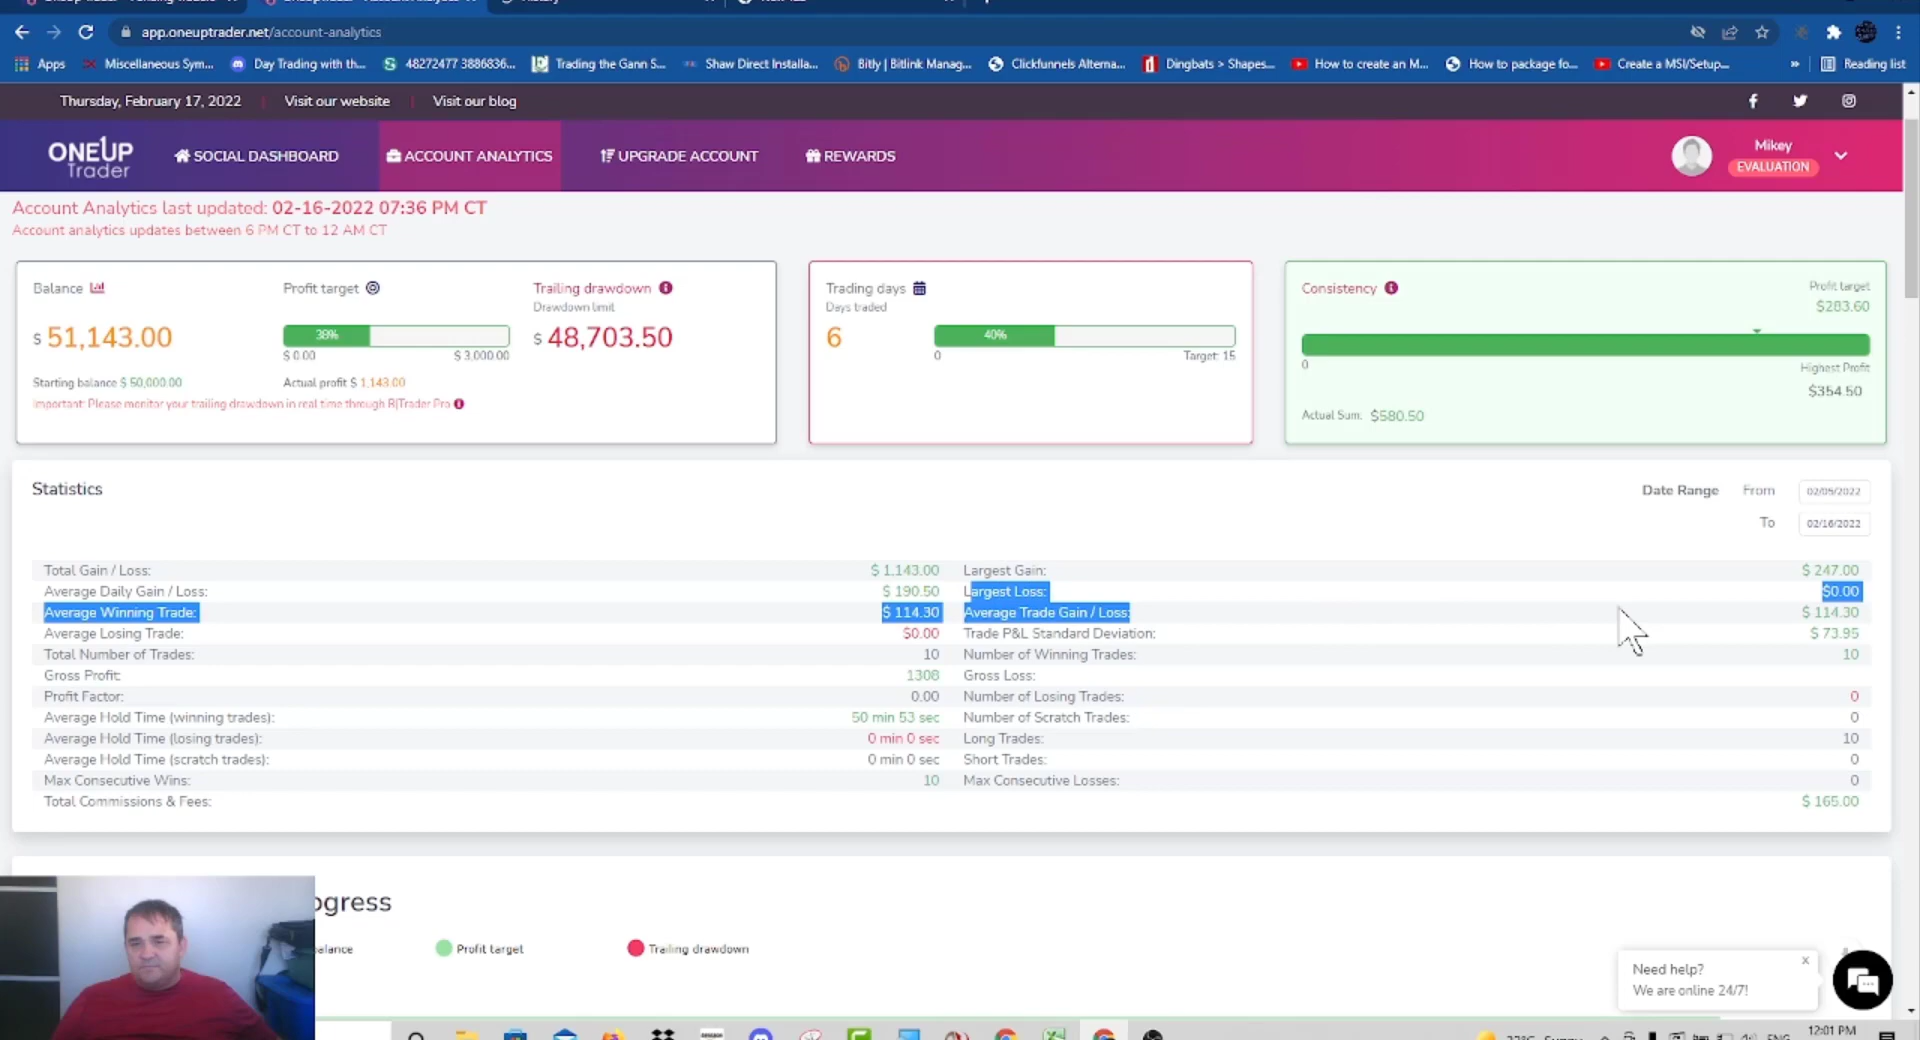 app.oneuptrader.net/account-analytics
Apps Miscellaneous Sym... Day Trading with th... 48272477 3886836... Trading the Gann S... Shaw Direct Installa... Bitly | Bitlink Manag... Clickfunnels Alterna... Dingbats > Shapes... How to create an M... How to package fo... Create a MSI/Setup... » Reading list
Thursday, February 17, 2022 | Visit our website | Visit our blog
ONEUP Trader
SOCIAL DASHBOARD ACCOUNT ANALYTICS UPGRADE ACCOUNT REWARDS
Mikey
EVALUATION
Account Analytics last updated: 02-16-2022 07:36 PM CT
Account analytics updates between 6 PM CT to 12 AM CT
Balance
$ 51,143.00
Starting balance $ 50,000.00
Profit target
38%
$ 0.00 $ 3,000.00
Actual profit $ 1,143.00
Trailing drawdown
Drawdown limit
$ 48,703.50
Important: Please monitor your trailing drawdown in real time through R|Trader Pro
Trading days
Days traded
6
40%
0 Target: 15
Consistency
Profit target
$283.60
0
Highest Profit
$354.50
Actual Sum: $580.50
Statistics
Date Range From 02/05/2022
To 02/16/2022
Total Gain / Loss: $ 1,143.00 Largest Gain: $ 247.00
Average Daily Gain / Loss: $ 190.50 Largest Loss: $0.00
Average Winning Trade: $ 114.30 Average Trade Gain / Loss: $ 114.30
Average Losing Trade: $0.00 Trade P&L Standard Deviation: $ 73.95
Total Number of Trades: 10 Number of Winning Trades: 10
Gross Profit: 1308 Gross Loss:
Profit Factor: 0.00 Number of Losing Trades: 0
Average Hold Time (winning trades): 50 min 53 sec Number of Scratch Trades: 0
Average Hold Time (losing trades): 0 min 0 sec Long Trades: 10
Average Hold Time (scratch trades): 0 min 0 sec Short Trades: 0
Max Consecutive Wins: 10 Max Consecutive Losses: 0
Total Commissions & Fees: $ 165.00
ogress
alance Profit target Trailing drawdown
Need help? x
We are online 24/7!
12:01 PM